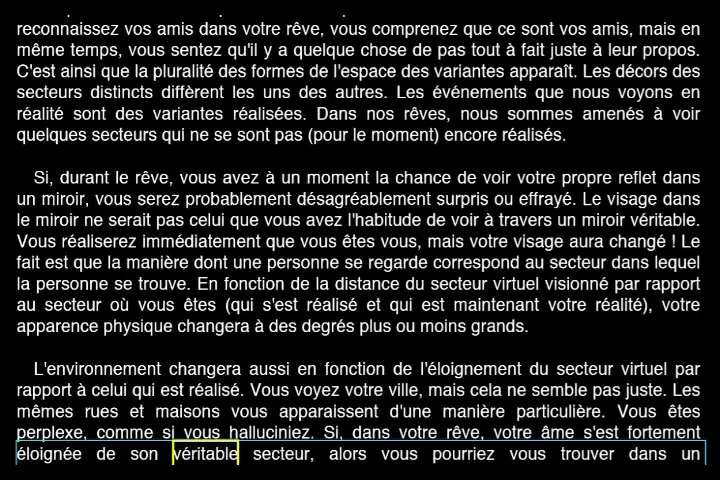 reconnaissez vos amis dans votre rêve, vous comprenez que ce sont vos amis, mais en
même temps, vous sentez qu'il y a quelque chose de pas tout à fait juste à leur propos.
C'est ainsi que la pluralité des formes de l'espace des variantes apparaît. Les décors des
secteurs distincts diffèrent les uns des autres. Les événements que nous voyons en
réalité sont des variantes réalisées. Dans nos rêves, nous sommes amenés à voir
quelques secteurs qui ne se sont pas (pour le moment) encore réalisés.
Si, durant le rêve, vous avez à un moment la chance de voir votre propre reflet dans
un miroir, vous serez probablement désagréablement surpris ou effrayé. Le visage dans
le miroir ne serait pas celui que vous avez l'habitude de voir à travers un miroir véritable.
Vous réaliserez immédiatement que vous êtes vous, mais votre visage aura changé ! Le
fait est que la manière dont une personne se regarde correspond au secteur dans lequel
la personne se trouve. En fonction de la distance du secteur virtuel visionné par rapport
au secteur où vous êtes (qui s'est réalisé et qui est maintenant votre réalité), votre
apparence physique changera à des degrés plus ou moins grands.
L'environnement changera aussi en fonction de l'éloignement du secteur virtuel par
rapport à celui qui est réalisé. Vous voyez votre ville, mais cela ne semble pas juste. Les
mêmes rues et maisons vous apparaissent d'une manière particulière. Vous êtes
perplexe, comme si vous halluciniez. Si, dans votre rêve, votre âme s'est fortement
éloignée de son véritable secteur, alors vous pourriez vous trouver dans un